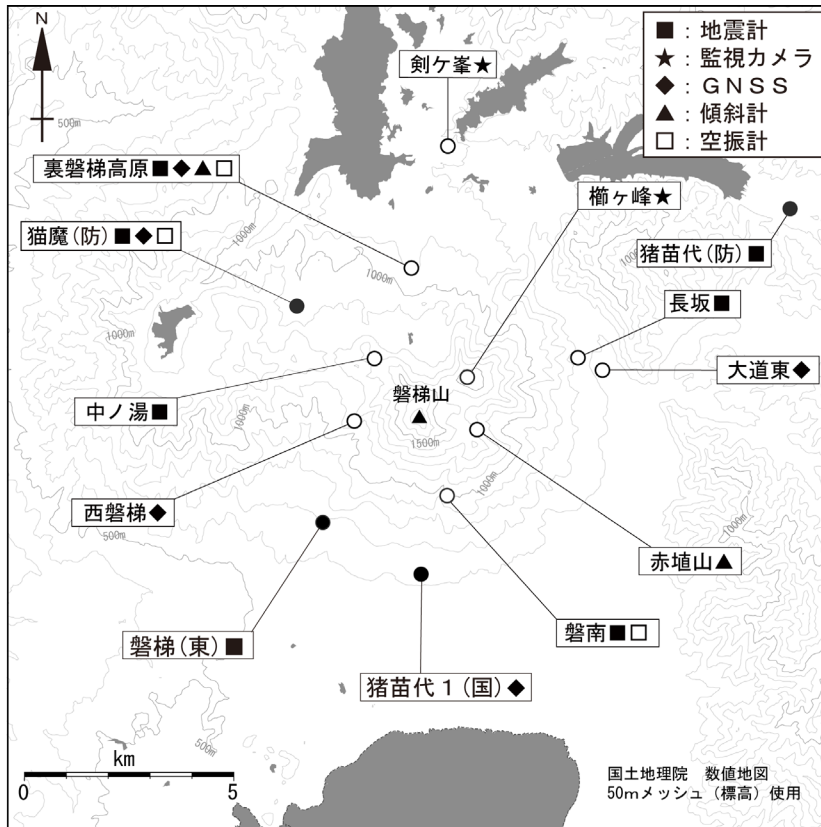 N
■：地震計
★：監視カメラ
◆：ＧＮＳＳ
▲：傾斜計
□：空振計
剣ケ峯★
500m
裏磐梯高原■◆▲□
櫛ヶ峰★
猫魔(防)■◆□
1000m
猪苗代(防)■
1000m
1000m
長坂■
1000m
大道東◆
磐梯山
中ノ湯■
1000m
1500m
1000m
西磐梯◆
500m
1000m
赤埴山▲
磐梯(東)■
磐南■□
猪苗代１(国)◆
500m
km
0 5
国土地理院　数値地図
50mメッシュ（標高）使用